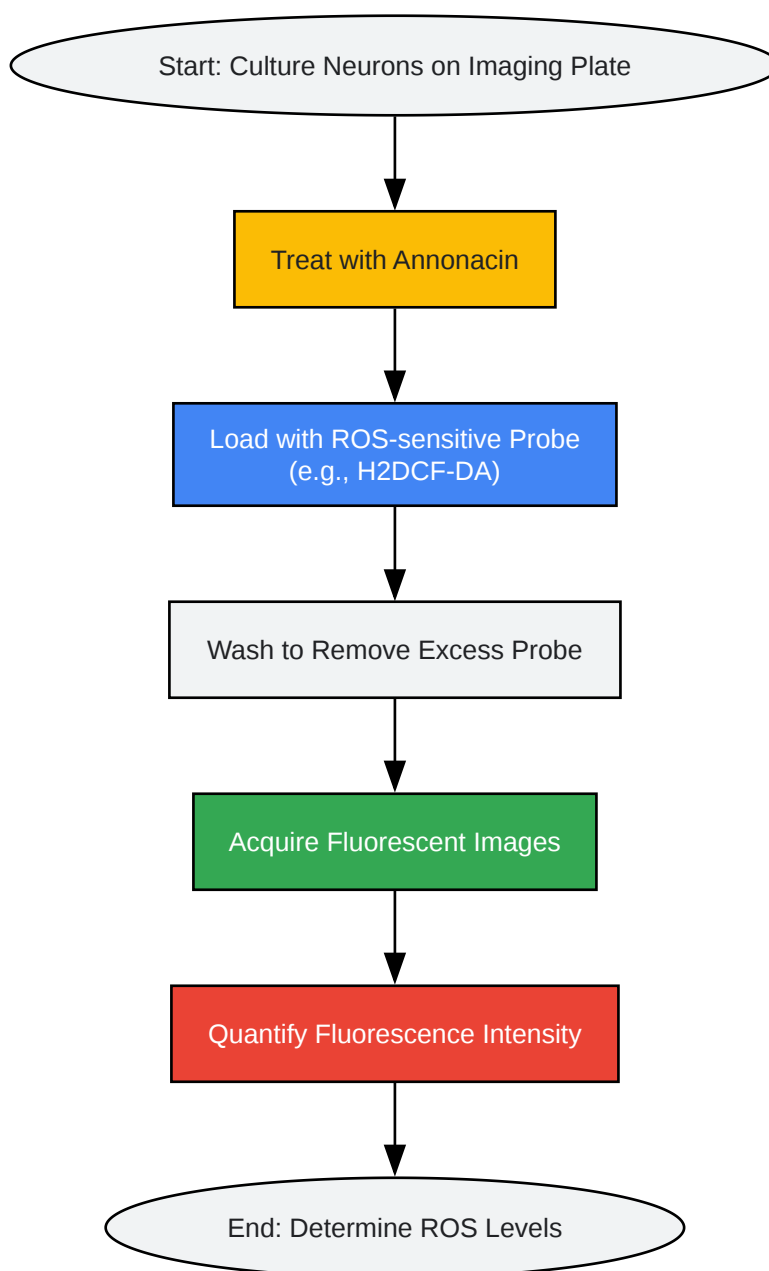 Start: Culture Neurons on Imaging Plate
Treat with Annonacin
Load with ROS-sensitive Probe
(e.g., H2DCF-DA)
Wash to Remove Excess Probe
Acquire Fluorescent Images
Quantify Fluorescence Intensity
End: Determine ROS Levels